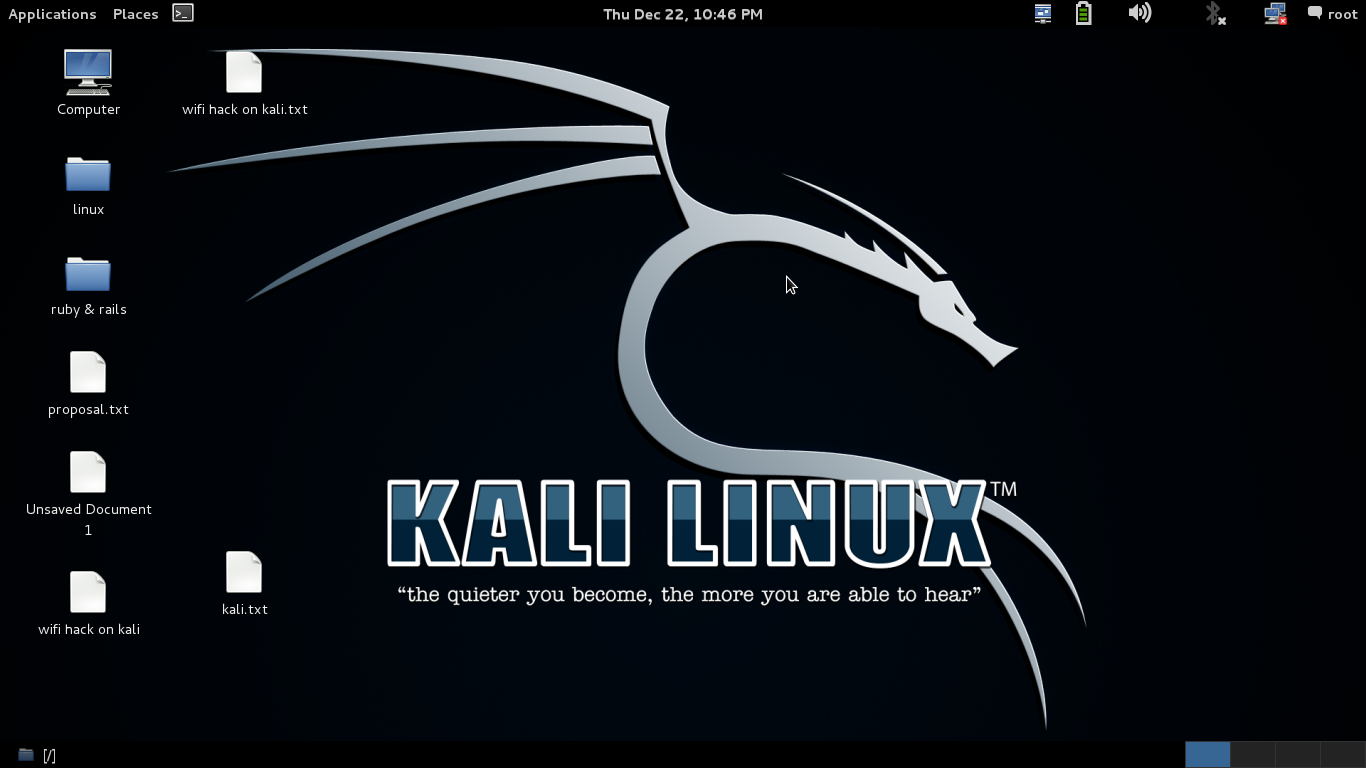 Applications Places Thu Dec 22, 10:46 PM root
Computer
wifi hack on kali.txt
linux
ruby & rails
proposal.txt
Unsaved Document
1
wifi hack on kali
kali.txt
KALI LINUX™
“the quieter you become, the more you are able to hear”
[/]